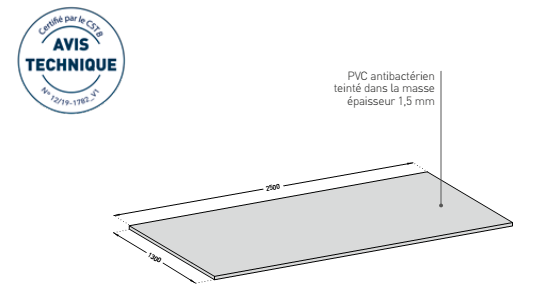 Certifié par le CSTB
AVIS
TECHNIQUE
N° 12/19-1782_V1
PVC antibactérien
teinté dans la masse
épaisseur 1,5 mm
2500
1300